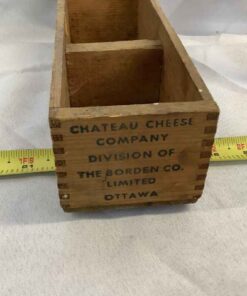 CHATEAU CHEESE
COMPANY
DIVISION OF
THE BORDEN CO.
LIMITED
OTTAWA